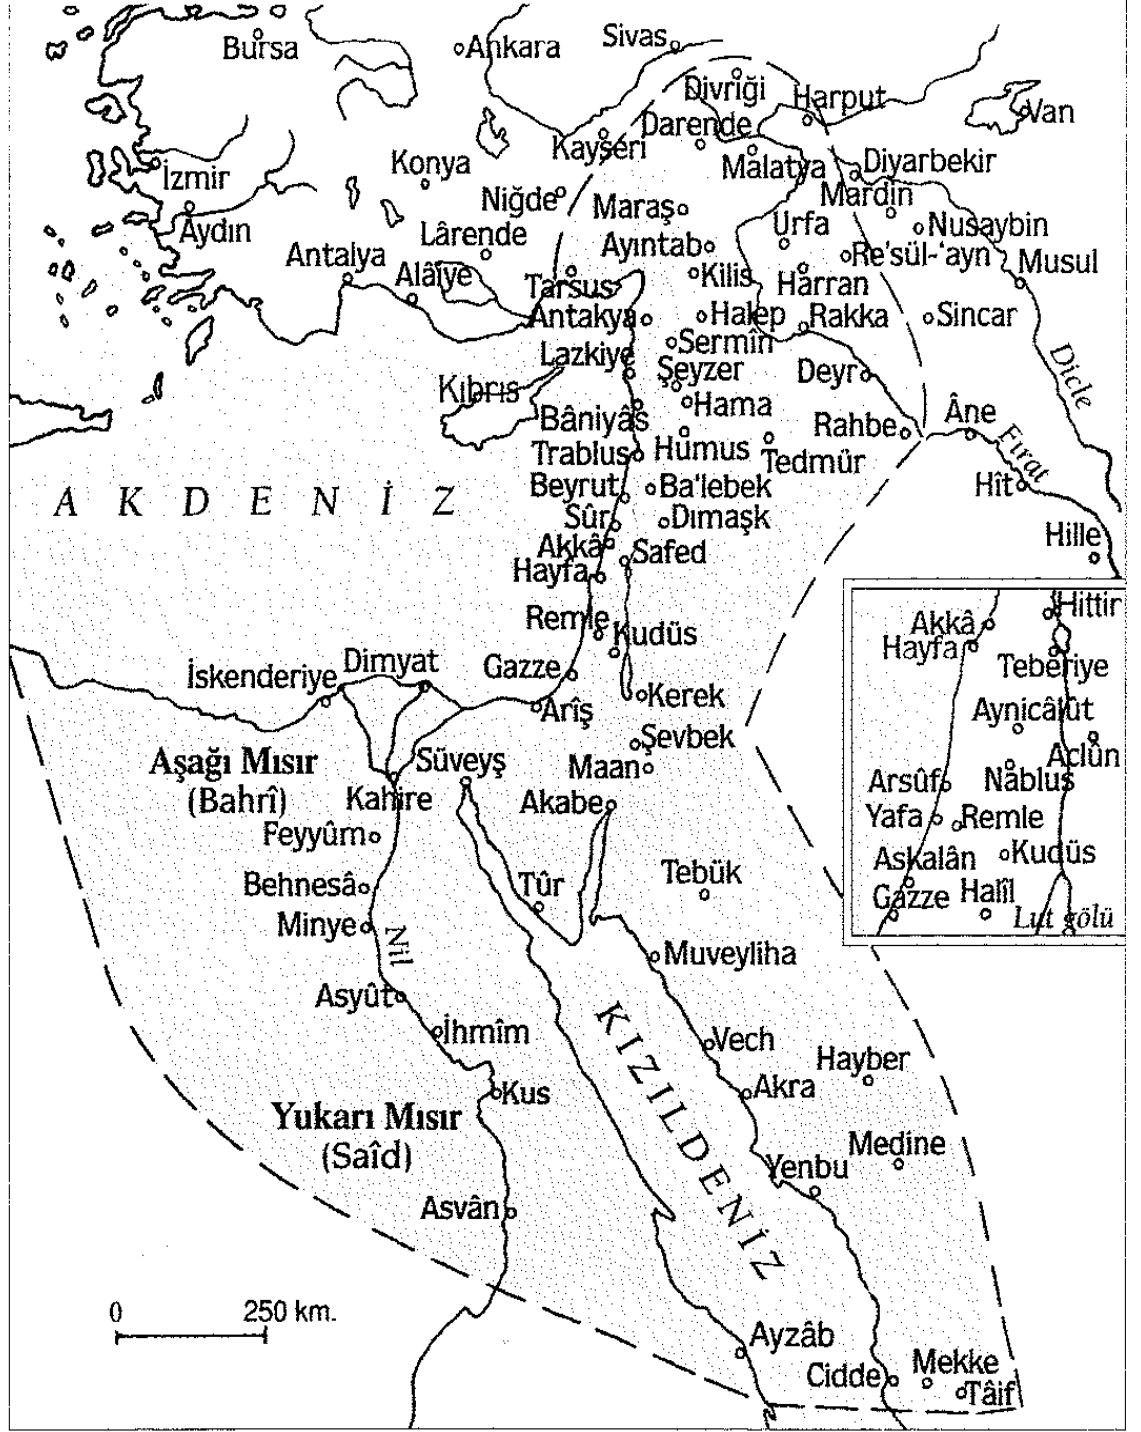 Bursa
Ankara
Sivas
Divriği
Harput
Van
Darende
Kayseri
Malatya
Diyarbekir
İzmir
Konya
Mardin
Niğde
Maraş
Aydın
Lârende
Urfa
Nusaybin
Antalya
Ayıntab
Re'sül-'ayn
Musul
Alâiye
Tarsus
Kilis
Harran
Antakya
Halep
Rakka
Sincar
Sermîn
Lazkiye
Şeyzer
Deyr
Dicle
Kıbrıs
Hama
Bâniyâs
Rahbe
Âne
Trablus
Humus
Tedmür
Fırat
AKDENİZ
Beyrut
Ba'lebek
Hît
Sûr
Dımaşk
Akkâ
Safed
Hille
Hayfa
Remle
Kudüs
İskenderiye
Dimyat
Gazze
Kerek
Arîş
Şevbek
Aşağı Mısır
(Bahrî)
Süveyş
Maan
Kahire
Akabe
Feyyûm
Behnesâ
Tûr
Tebük
Minye
Nil
Muveyliha
Asyût
İhmîm
KIZILDENİZ
Vech
Hayber
Kus
Akra
Yukarı Mısır
(Saîd)
Medine
Yenbu
Asvân
0 250 km.
Ayzâb
Cidde
Mekke
Tâif
Hittin
Akkâ
Hayfa
Teberiye
Aynicâlût
Aclûn
Arsûf
Nablus
Yafa
Remle
Askalân
Kudüs
Gazze
Halîl
Lut gölü